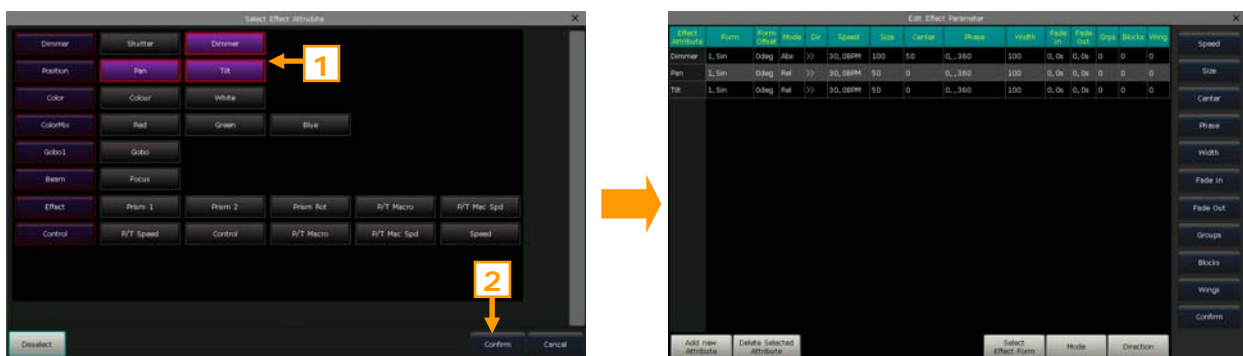 Select Effect Attrubite ×
Dimmer Shutter Dimmer
1
Position Pan Tilt
Color Colour White
ColorMix Red Green Blue
Gobo1 Gobo
Beam Focus
Effect Prism 1 Prism 2 Prism Rot P/T Macro P/T Mac Spd
Control P/T Speed Control P/T Macro P/T Mac Spd Speed
2
Disselect Confirm Cancel
Edit Effect Parameter ×
Effect Attribute Form Form Offset Mode Dir Speed Size Center Phase Width Fade In Fade Out Grps Blocks Wing
Dimmer 1, Sin 0deg Abs >> 30, 0BPM 100 50 0,,360 100 0, 0s 0, 0s 0 0 0
Pan 1, Sin 0deg Rel >> 30, 0BPM 50 0 0,,360 100 0, 0s 0, 0s 0 0 0
Tilt 1, Sin 0deg Rel >> 30, 0BPM 50 0 0,,360 100 0, 0s 0, 0s 0 0 0
Speed
Size
Center
Phase
Width
Fade In
Fade Out
Groups
Blocks
Wings
Confirm
Add new Attribute Delete Selected Attribute Select Effect Form Mode Direction